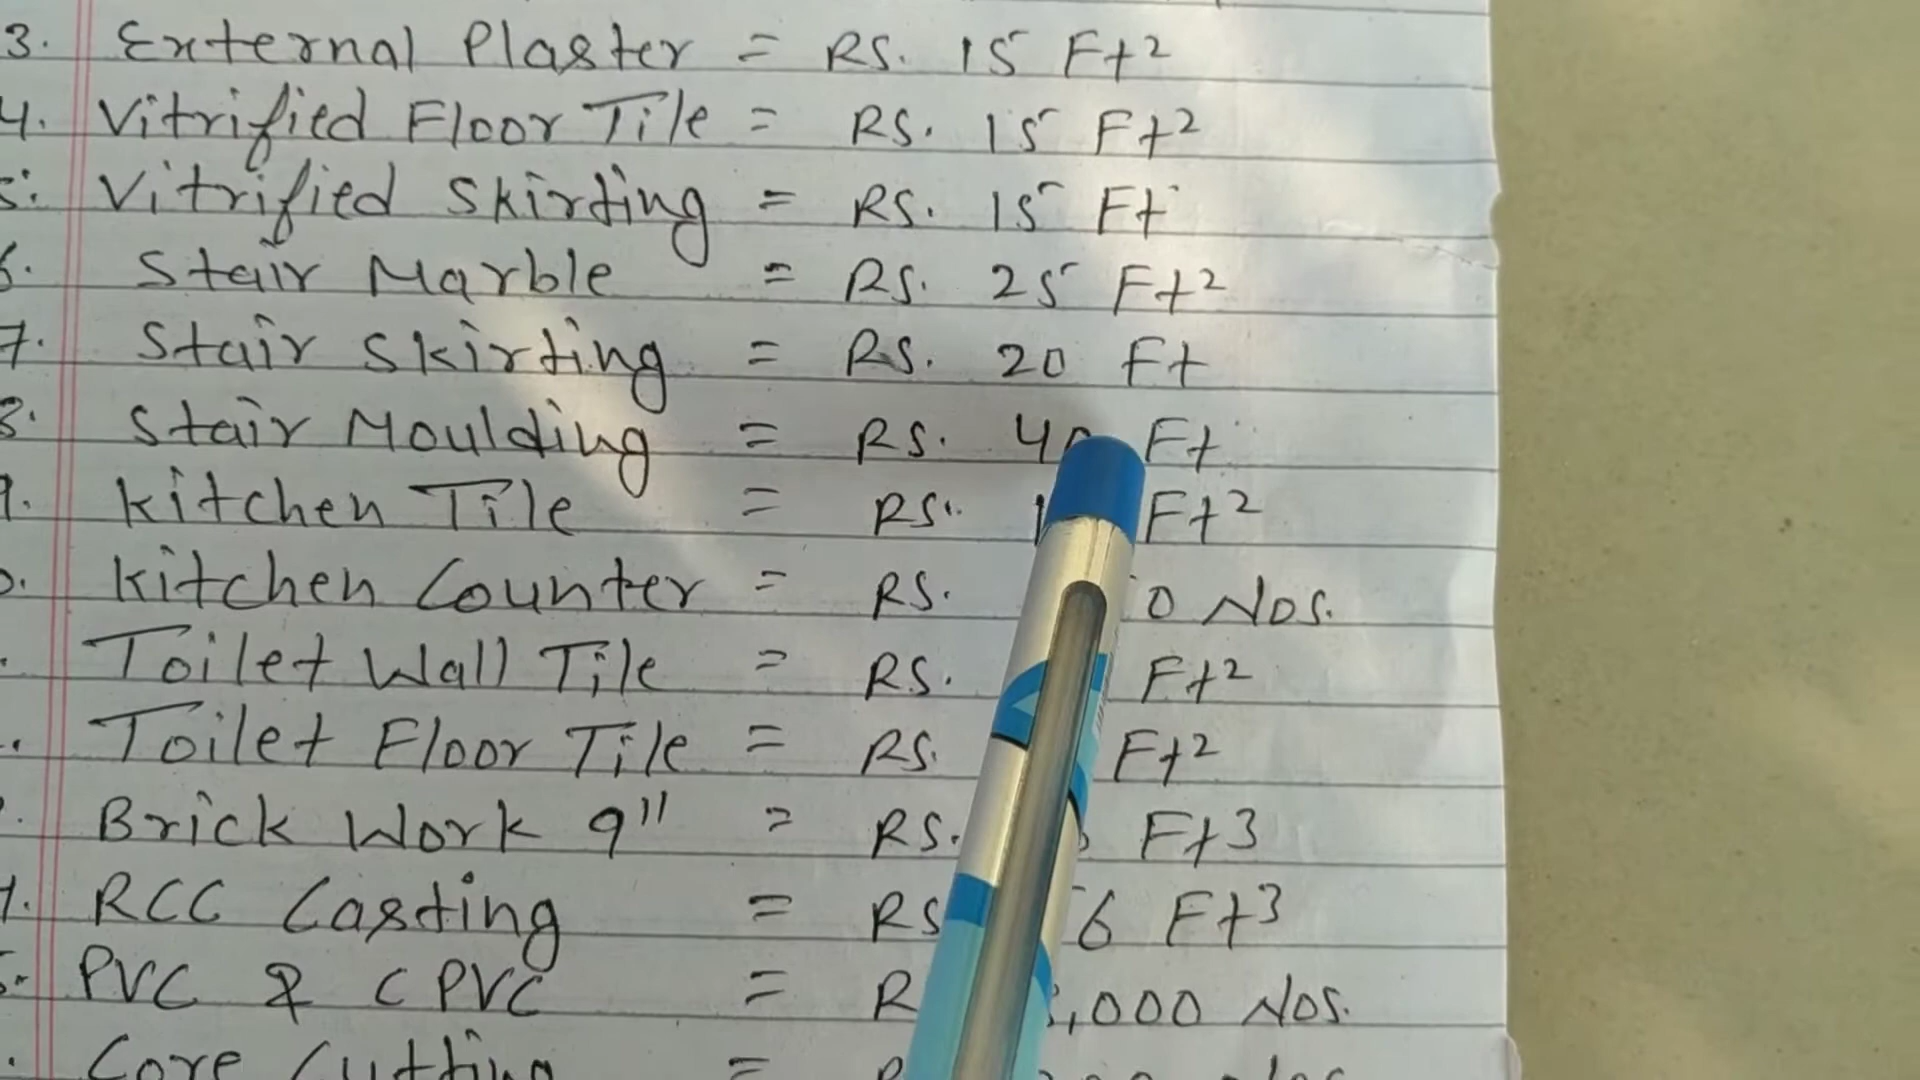 3. External Plaster = RS. 15 Ft2
4. Vitrified Floor Tile = RS. 15 Ft2
5. Vitrified Skirting = RS. 15 Ft
6. Stair Marble = RS. 25 Ft2
7. Stair Skirting = RS. 20 Ft
8. Stair Moulding = RS. 40 Ft
9. Kitchen Tile = RS. Ft2
Kitchen Counter = RS. Nos.
Toilet Wall Tile = RS. Ft2
Toilet Floor Tile = RS. Ft2
Brick Work 9" = RS. Ft3
RCC Casting = RS Ft3
PVC & CPVC = R ,000 Nos.
Core Cutting =